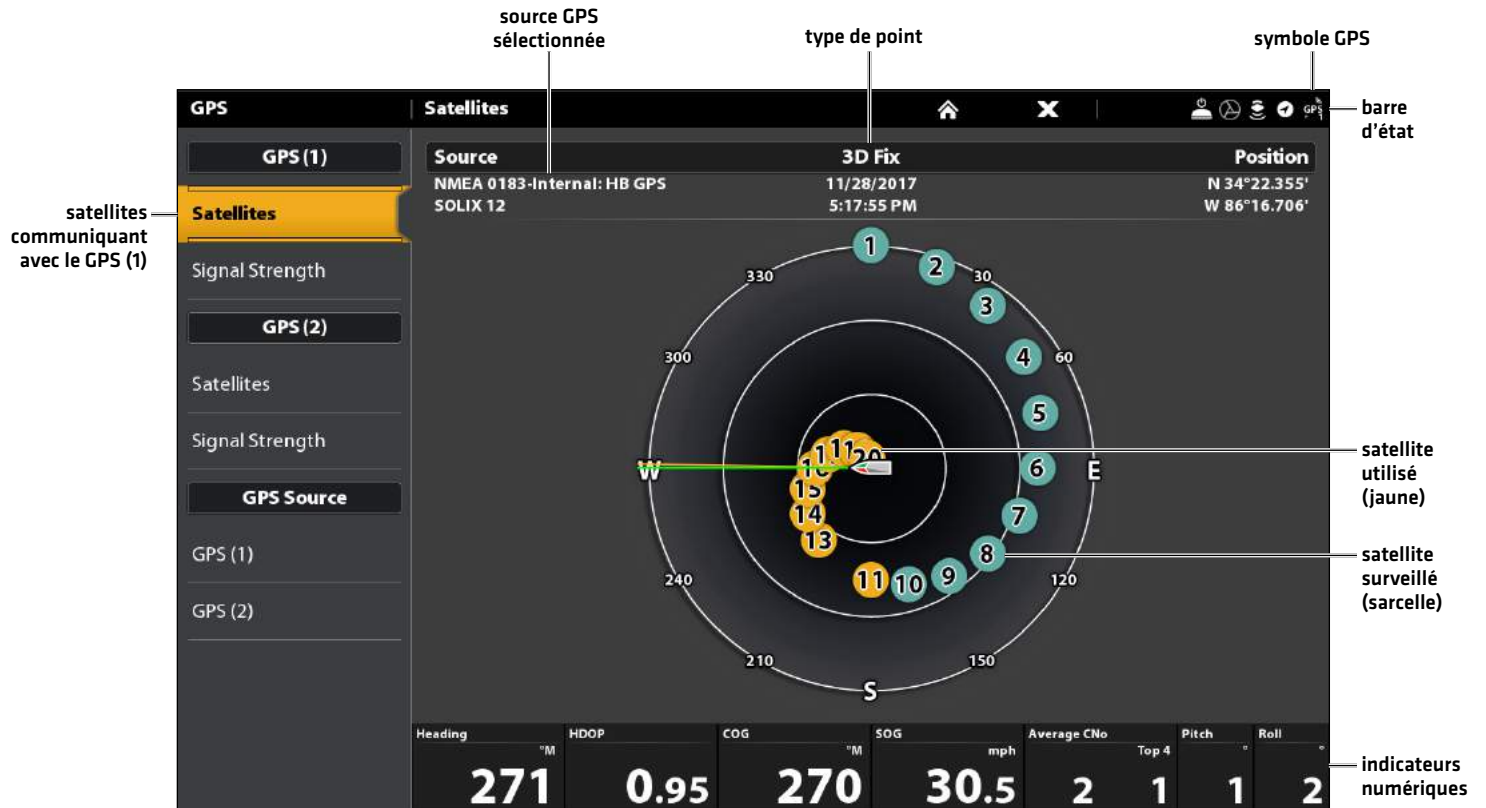 source GPS
sélectionnée
type de point
symbole GPS
GPS
Satellites
GPS
barre
d'état
GPS (1)
Source
3D Fix
Position
NMEA 0183-Internal: HB GPS
11/28/2017
N 34°22.355'
satellites
communiquant
avec le GPS (1)
Satellites
SOLIX 12
5:17:55 PM
W 86°16.706'
Signal Strength
GPS (2)
Satellites
Signal Strength
GPS Source
GPS (1)
GPS (2)
1
2
330
30
3
300
4
60
5
11
20
satellite
utilisé
(jaune)
W
16
6
E
15
14
7
13
8
satellite
surveillé
(sarcelle)
240
11
10
9
120
210
150
S
Heading
HDOP
COG
SOG
Average CNo
Pitch
Roll
°M
°M
mph
Top 4
°
°
271
0.95
270
30.5
2
1
1
2
indicateurs
numériques